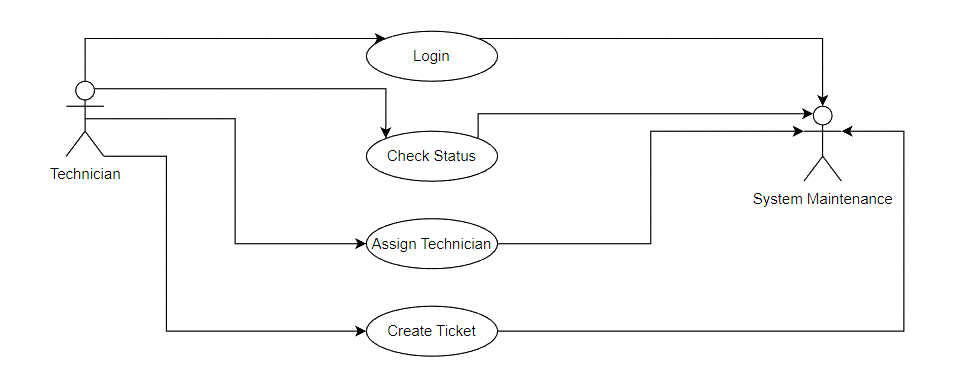 Login
Check Status
Technician
System Maintenance
Assign Technician
Create Ticket